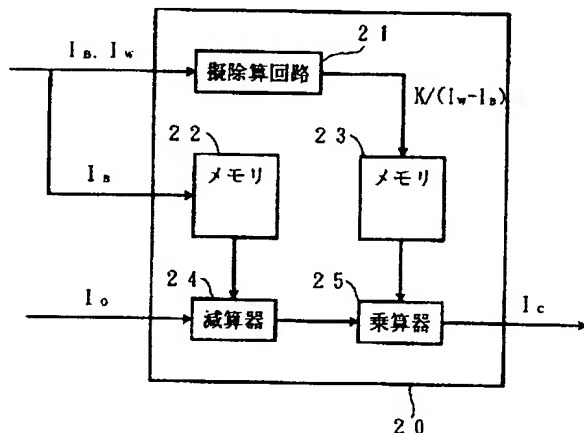 21
I_B, I_W
擬除算回路
K/(I_W-I_B)
22
23
メモリ
メモリ
I_B
24
25
I_O
減算器
乗算器
I_C
20